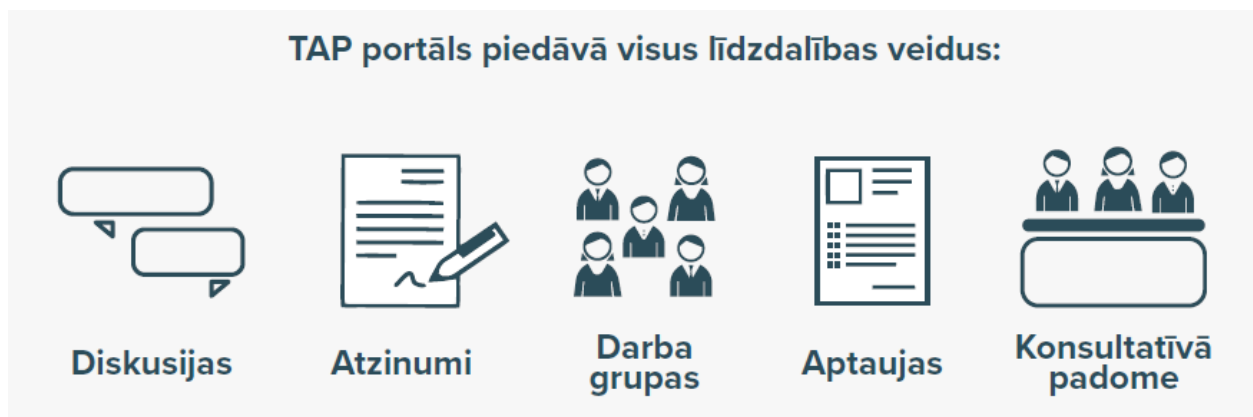 TAP portāls piedāvā visus līdzdalības veidus:
Diskusijas
Atzinumi
Darba
grupas
Aptaujas
Konsultatīvā
padome